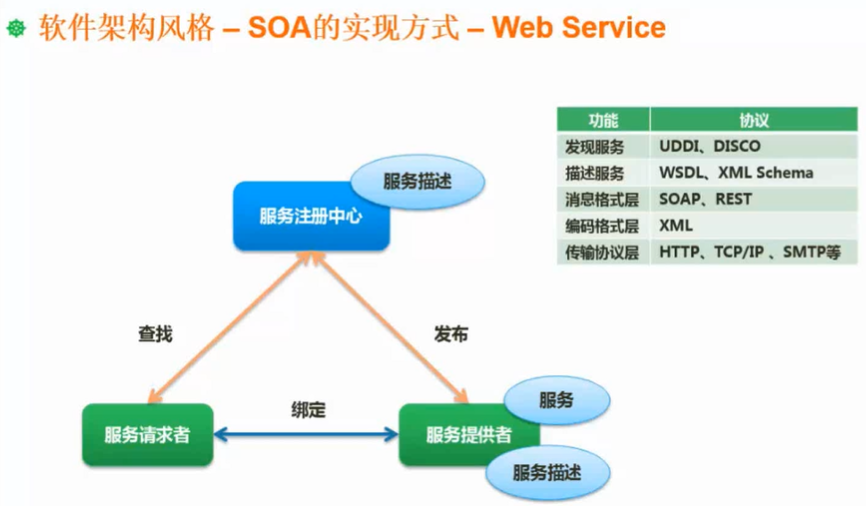 软件架构风格 – SOA的实现方式 – Web Service
功能 协议
发现服务 UDDI、DISCO
描述服务 WSDL、XML Schema
消息格式层 SOAP、REST
编码格式层 XML
传输协议层 HTTP、TCP/IP 、SMTP等
服务描述
服务注册中心
查找
发布
绑定
服务请求者
服务提供者
服务
服务描述